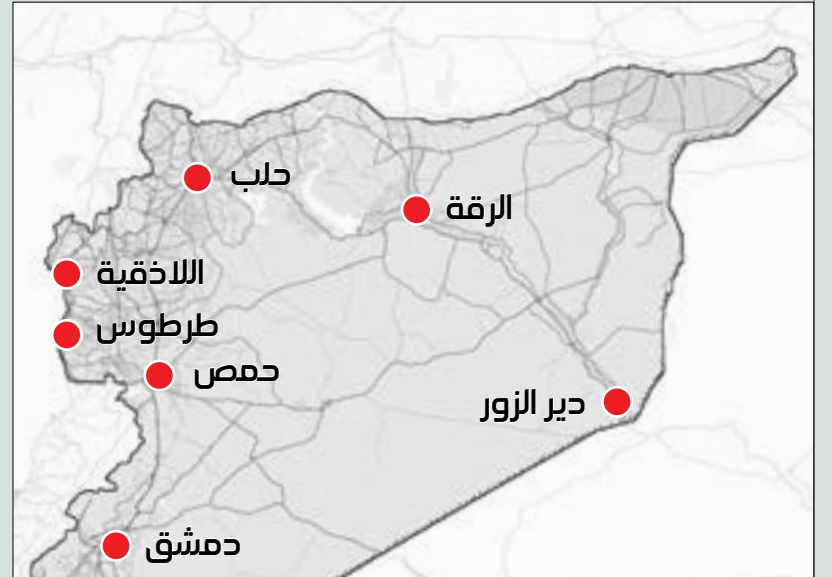 حلب
الرقة
اللاذقية
طرطوس
حمص
دير الزور
دمشق